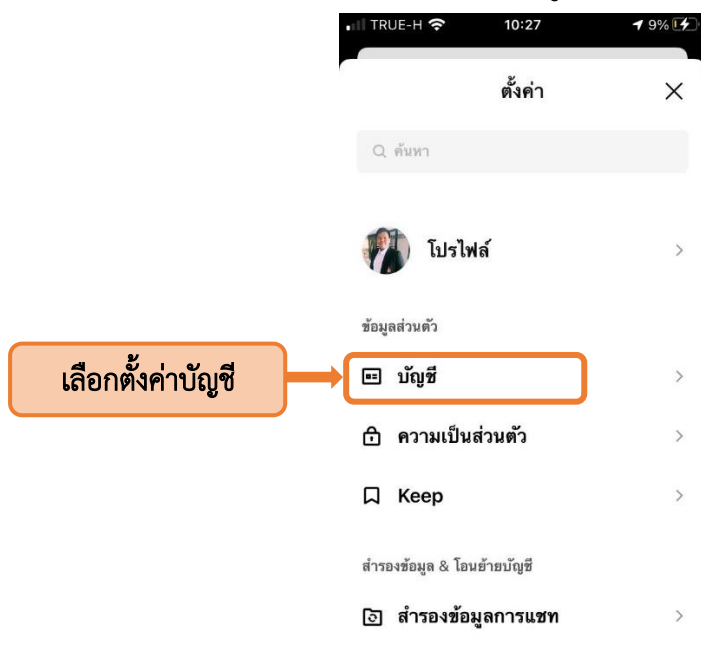 TRUE-H 10:27 9%
ตั้งค่า
ค้นหา
โปรไฟล์
ข้อมูลส่วนตัว
เลือกตั้งค่าบัญชี
บัญชี
ความเป็นส่วนตัว
Keep
สำรองข้อมูล & โอนย้ายบัญชี
สำรองข้อมูลการแชท